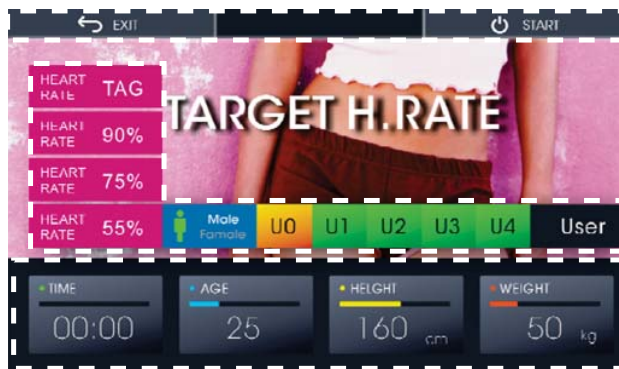 EXIT
START
HEART RATE TAG
TARGET H.RATE
HEART RATE 90%
HEART RATE 75%
HEART RATE 55%
Male
Famale
U0 U1 U2 U3 U4 User
TIME AGE HELGHT WEIGHT
00:00 25 160 cm 50 kg